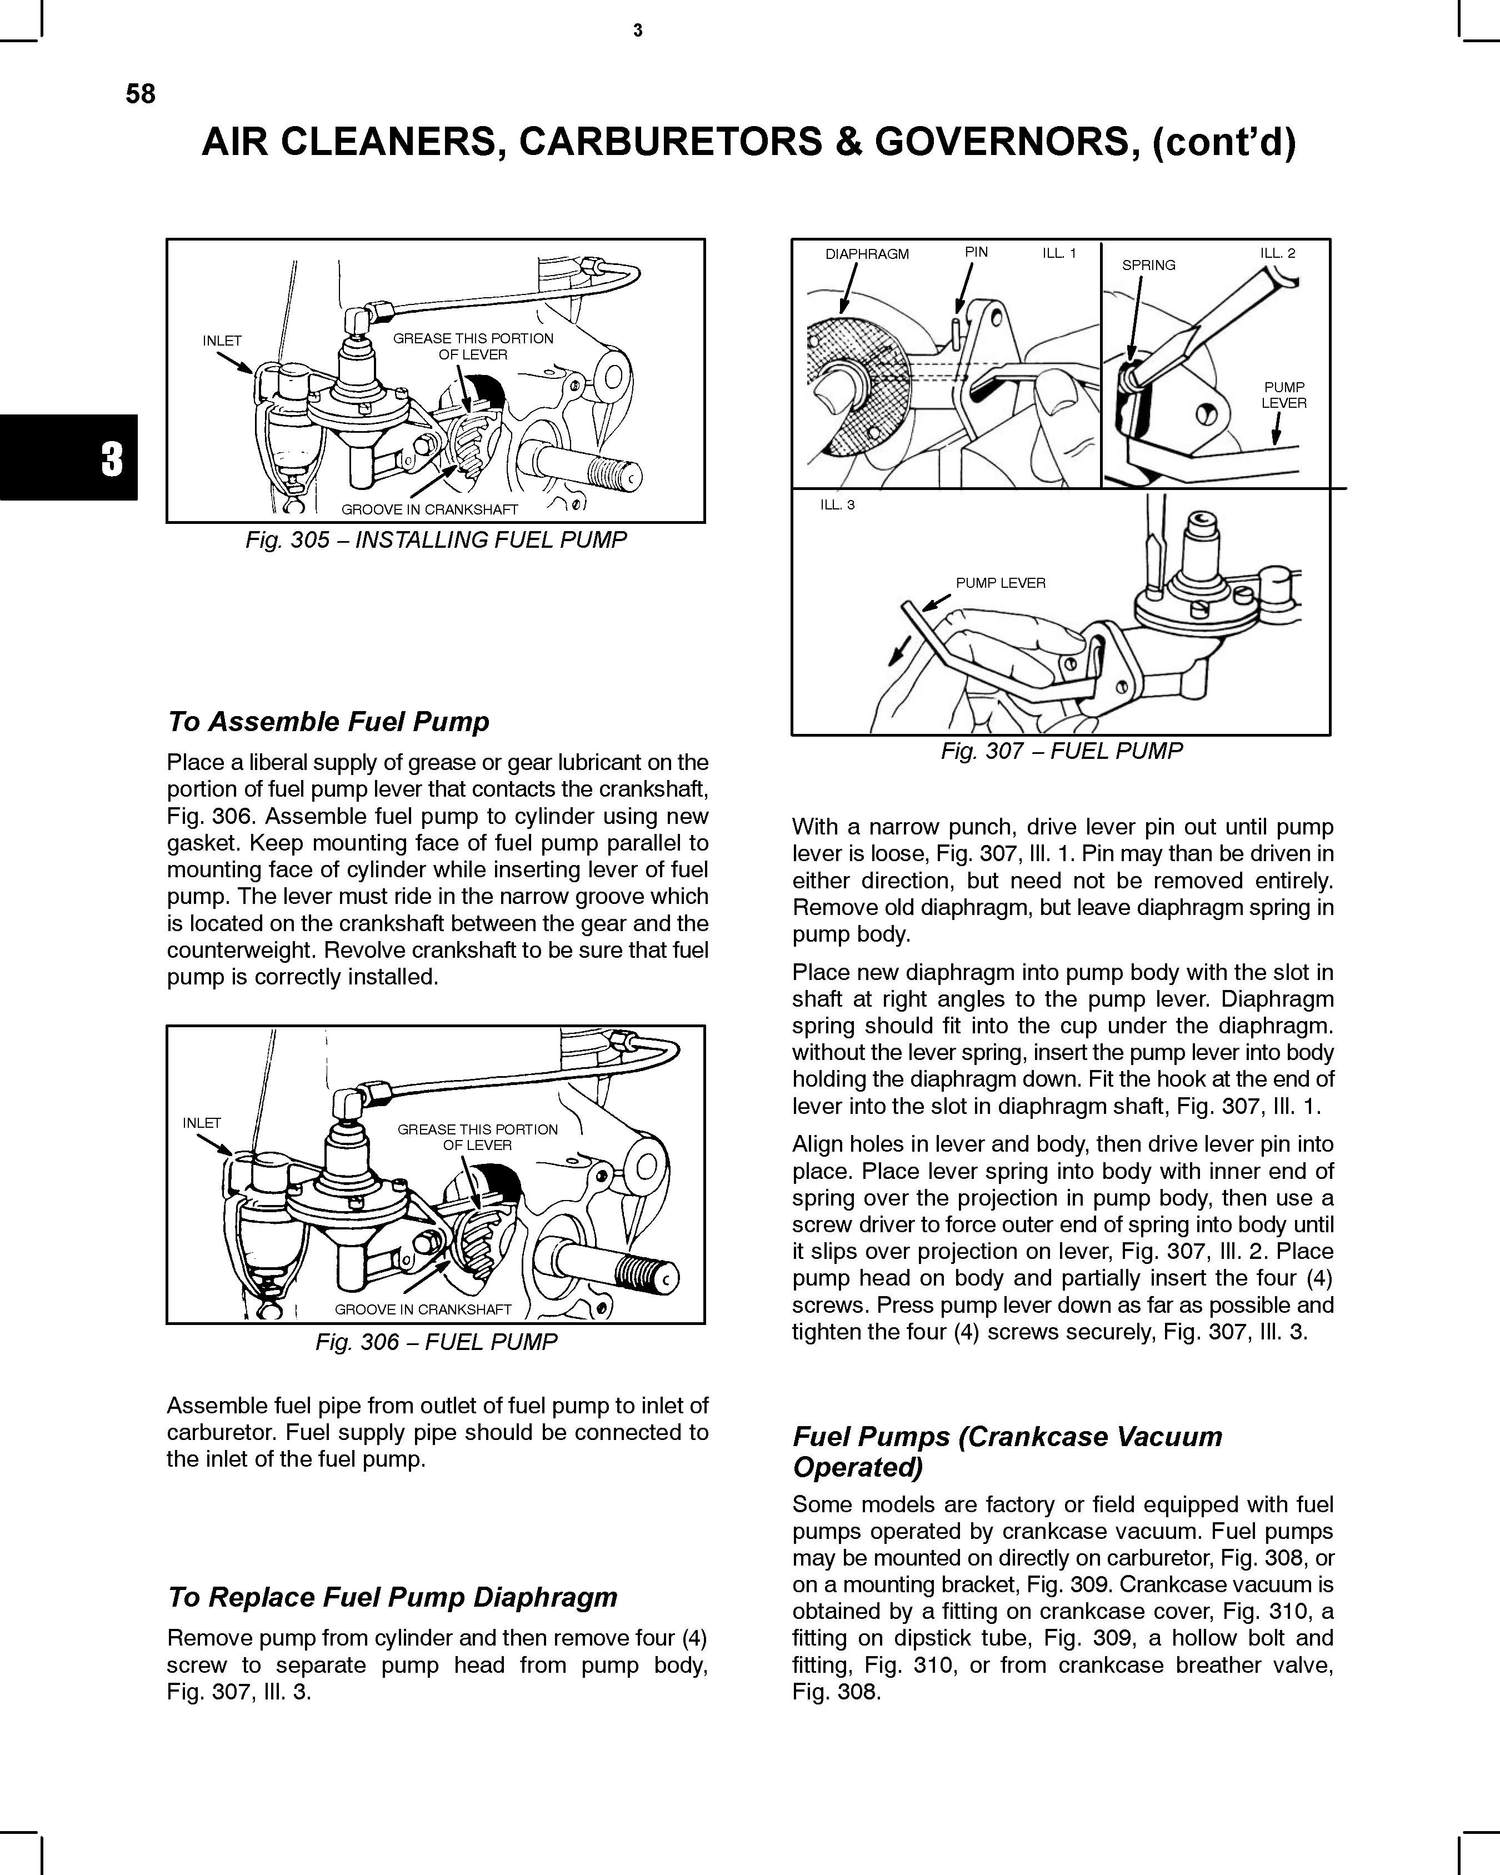 3
58
AIR CLEANERS, CARBURETORS & GOVERNORS, (cont’d)
3
INLET
GREASE THIS PORTION
OF LEVER
GROOVE IN CRANKSHAFT
Fig. 305 – INSTALLING FUEL PUMP
To Assemble Fuel Pump
Place a liberal supply of grease or gear lubricant on the
portion of fuel pump lever that contacts the crankshaft,
Fig. 306. Assemble fuel pump to cylinder using new
gasket. Keep mounting face of fuel pump parallel to
mounting face of cylinder while inserting lever of fuel
pump. The lever must ride in the narrow groove which
is located on the crankshaft between the gear and the
counterweight. Revolve crankshaft to be sure that fuel
pump is correctly installed.
INLET
GREASE THIS PORTION
OF LEVER
GROOVE IN CRANKSHAFT
Fig. 306 – FUEL PUMP
Assemble fuel pipe from outlet of fuel pump to inlet of
carburetor. Fuel supply pipe should be connected to
the inlet of the fuel pump.
To Replace Fuel Pump Diaphragm
Remove pump from cylinder and then remove four (4)
screw to separate pump head from pump body,
Fig. 307, Ill. 3.
DIAPHRAGM
PIN
ILL. 1
SPRING
ILL. 2
PUMP
LEVER
ILL. 3
PUMP LEVER
Fig. 307 – FUEL PUMP
With a narrow punch, drive lever pin out until pump
lever is loose, Fig. 307, Ill. 1. Pin may than be driven in
either direction, but need not be removed entirely.
Remove old diaphragm, but leave diaphragm spring in
pump body.
Place new diaphragm into pump body with the slot in
shaft at right angles to the pump lever. Diaphragm
spring should fit into the cup under the diaphragm.
without the lever spring, insert the pump lever into body
holding the diaphragm down. Fit the hook at the end of
lever into the slot in diaphragm shaft, Fig. 307, Ill. 1.
Align holes in lever and body, then drive lever pin into
place. Place lever spring into body with inner end of
spring over the projection in pump body, then use a
screw driver to force outer end of spring into body until
it slips over projection on lever, Fig. 307, Ill. 2. Place
pump head on body and partially insert the four (4)
screws. Press pump lever down as far as possible and
tighten the four (4) screws securely, Fig. 307, Ill. 3.
Fuel Pumps (Crankcase Vacuum
Operated)
Some models are factory or field equipped with fuel
pumps operated by crankcase vacuum. Fuel pumps
may be mounted on directly on carburetor, Fig. 308, or
on a mounting bracket, Fig. 309. Crankcase vacuum is
obtained by a fitting on crankcase cover, Fig. 310, a
fitting on dipstick tube, Fig. 309, a hollow bolt and
fitting, Fig. 310, or from crankcase breather valve,
Fig. 308.